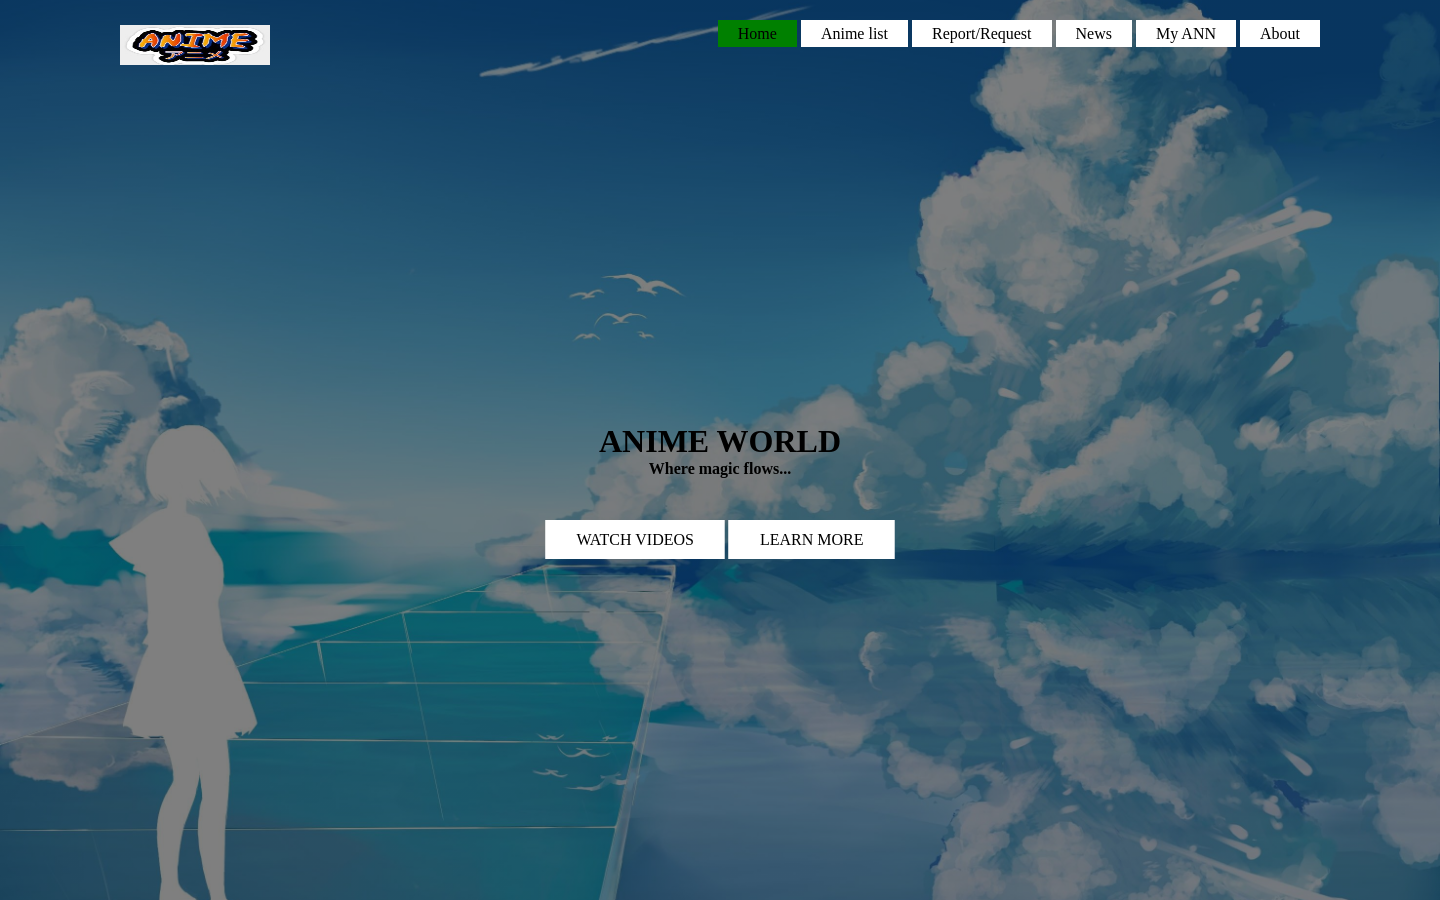 ANIME
Home
Anime list
Report/Request
News
My ANN
About
ANIME WORLD
Where magic flows...
WATCH VIDEOS
LEARN MORE